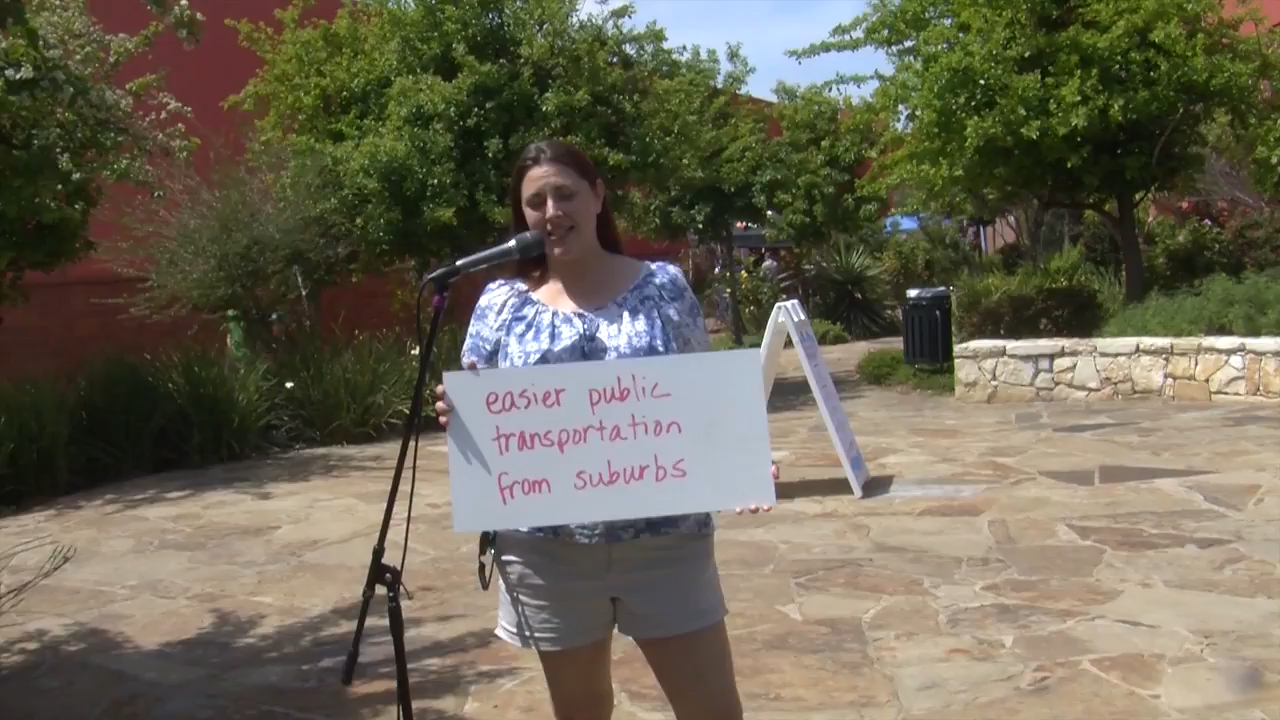 easier public
transportation
from suburbs